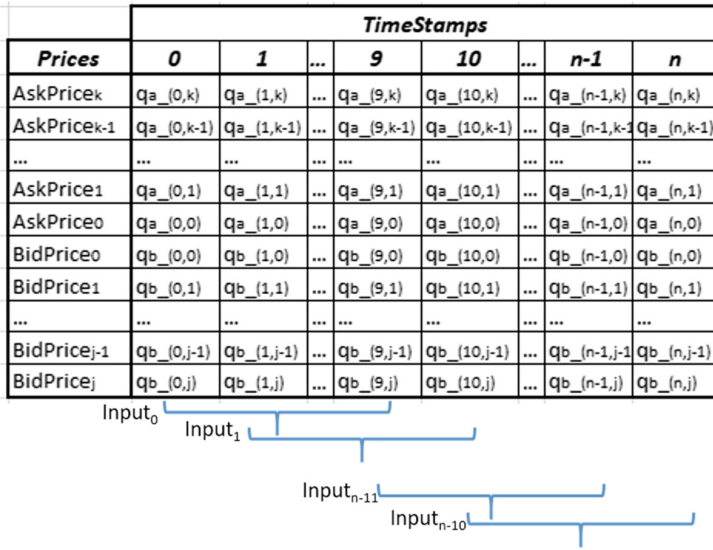 TimeStamps
Prices 0 1 ... 9 10 ... n-1 n
AskPricek qa_(0,k) qa_(1,k) ... qa_(9,k) qa_(10,k) ... qa_(n-1,k) qa_(n,k)
AskPricek-1 qa_(0,k-1) qa_(1,k-1) ... qa_(9,k-1) qa_(10,k-1) ... qa_(n-1,k-1 qa_(n,k-1)
... ... ... ... ... ... ... ... ...
AskPrice1 qa_(0,1) qa_(1,1) ... qa_(9,1) qa_(10,1) ... qa_(n-1,1) qa_(n,1)
AskPrice0 qa_(0,0) qa_(1,0) ... qa_(9,0) qa_(10,0) ... qa_(n-1,0) qa_(n,0)
BidPrice0 qb_(0,0) qb_(1,0) ... qb_(9,0) qb_(10,0) ... qb_(n-1,0) qb_(n,0)
BidPrice1 qb_(0,1) qb_(1,1) ... qb_(9,1) qb_(10,1) ... qb_(n-1,1) qb_(n,1)
... ... ... ... ... ... ... ... ...
BidPricej-1 qb_(0,j-1) qb_(1,j-1) ... qb_(9,j-1) qb_(10,j-1) ... qb_(n-1,j-1 qb_(n,j-1)
BidPricej qb_(0,j) qb_(1,j) ... qb_(9,j) qb_(10,j) ... qb_(n-1,j) qb_(n,j)
Input0
Input1
Inputn-11
Inputn-10